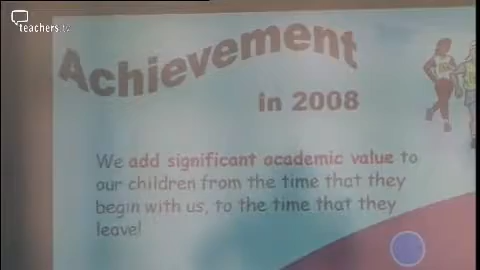 teachers tv
Achievement
in 2008
We add significant academic value to
our children from the time that they
begin with us, to the time that they
leave!